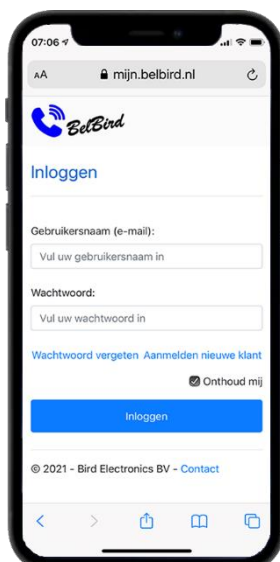 07:06
AA mijn.belbird.nl
BelBird
Inloggen
Gebruikersnaam (e-mail):
Vul uw gebruikersnaam in
Wachtwoord:
Vul uw wachtwoord in
Wachtwoord vergeten Aanmelden nieuwe klant
Onthoud mij
Inloggen
© 2021 - Bird Electronics BV - Contact